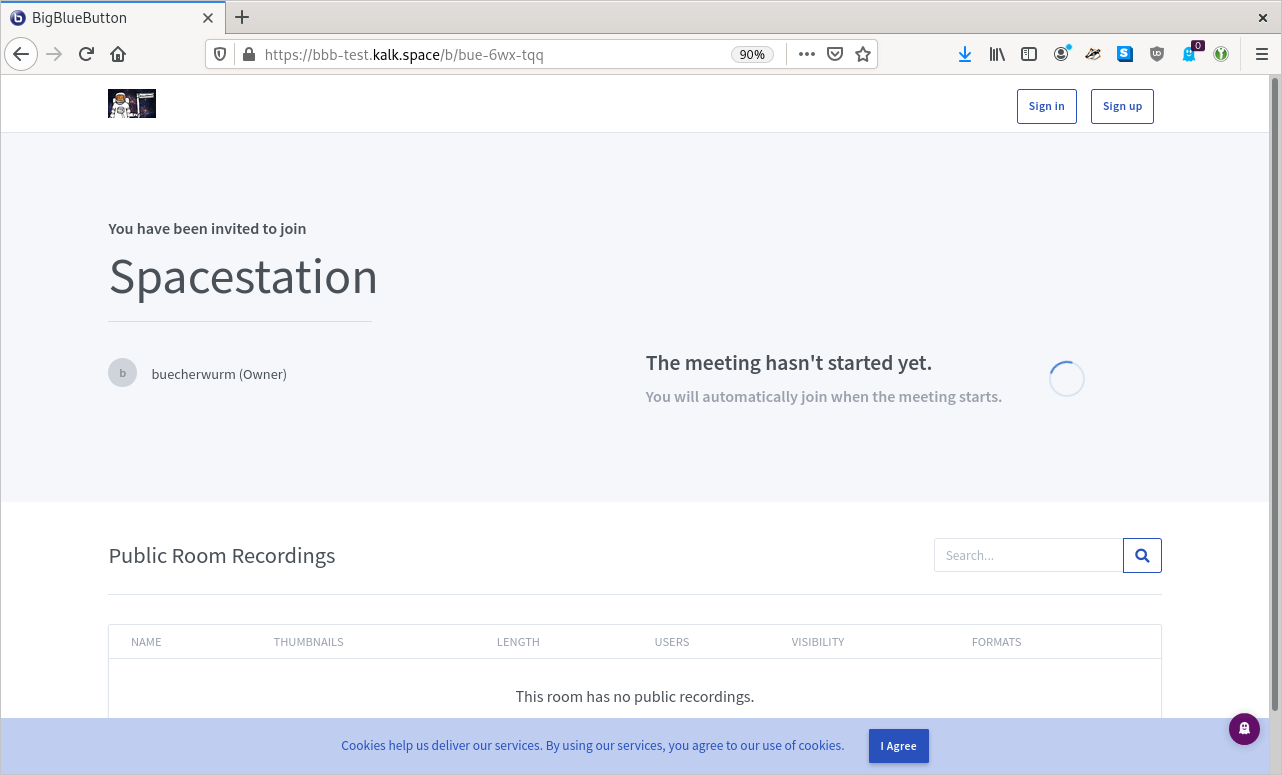 BigBlueButton
https://bbb-test.kalk.space/b/bue-6wx-tqq
90%
0
Sign in
Sign up
You have been invited to join
Spacestation
b
buecherwurm (Owner)
The meeting hasn't started yet.
You will automatically join when the meeting starts.
Public Room Recordings
Search...
NAME THUMBNAILS LENGTH USERS VISIBILITY FORMATS
This room has no public recordings.
Cookies help us deliver our services. By using our services, you agree to our use of cookies.
I Agree